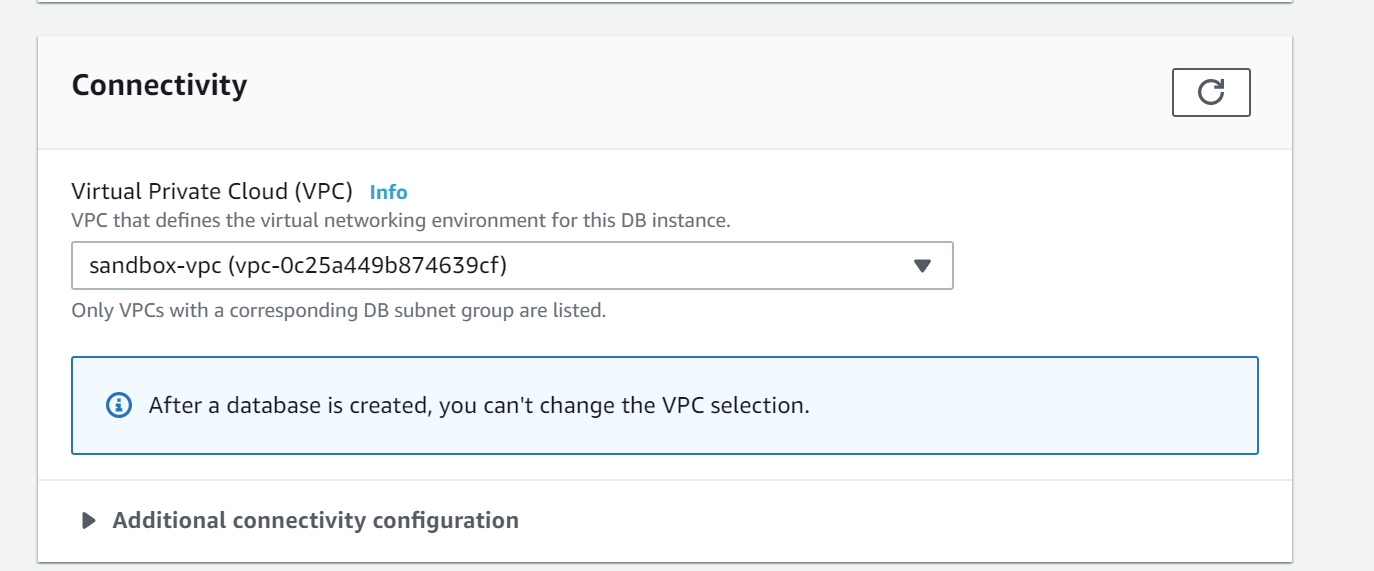 Connectivity
Virtual Private Cloud (VPC) Info
VPC that defines the virtual networking environment for this DB instance.
sandbox-vpc (vpc-0c25a449b874639cf)
Only VPCs with a corresponding DB subnet group are listed.
After a database is created, you can't change the VPC selection.
Additional connectivity configuration